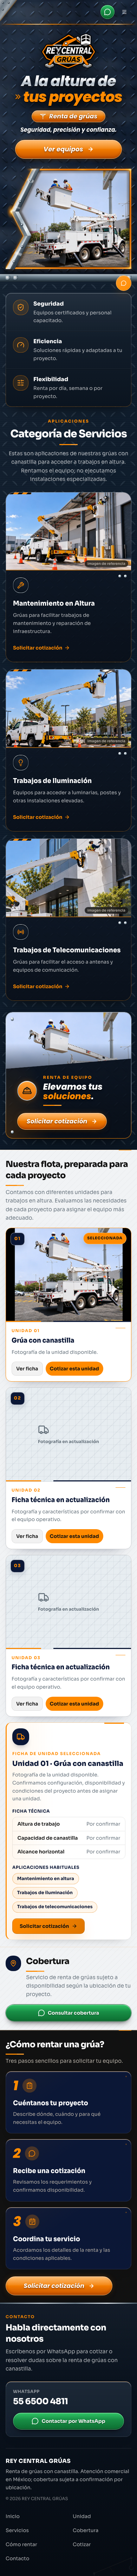 REY CENTRAL
GRÚAS
A la altura de
» tus proyectos
Renta de grúas
Seguridad, precisión y confianza.
Ver equipos →
Seguridad
Equipos certificados y personal
capacitado.
Eficiencia
Soluciones rápidas y adaptadas a tu
proyecto.
Flexibilidad
Renta por día, semana o por
proyecto.
APLICACIONES
Categoría de Servicios
Estas son aplicaciones de nuestras grúas con
canastilla para acceder a trabajos en altura.
Rentamos el equipo; no ejecutamos
instalaciones especializadas.
Imagen de referencia
Mantenimiento en Altura
Grúas para facilitar trabajos de
mantenimiento y reparación de
infraestructura.
Solicitar cotización →
Imagen de referencia
Trabajos de Iluminación
Equipos para acceder a luminarias, postes y
otras instalaciones elevadas.
Solicitar cotización →
Imagen de referencia
Trabajos de Telecomunicaciones
Grúas para facilitar el acceso a antenas y
equipos de comunicación.
Solicitar cotización →
RENTA DE EQUIPO
Elevamos tus
soluciones.
Solicitar cotización →
Nuestra flota, preparada para
cada proyecto
Contamos con diferentes unidades para
trabajos en altura. Evaluamos las necesidades
de cada proyecto para asignar el equipo más
adecuado.
01
SELECCIONADA
UNIDAD 01
Grúa con canastilla
Fotografía de la unidad disponible.
Ver ficha
Cotizar esta unidad
02
Fotografía en actualización
UNIDAD 02
Ficha técnica en actualización
Fotografía y características por confirmar con
el equipo operativo.
Ver ficha
Cotizar esta unidad
03
Fotografía en actualización
UNIDAD 03
Ficha técnica en actualización
Fotografía y características por confirmar con
el equipo operativo.
Ver ficha
Cotizar esta unidad
FICHA DE UNIDAD SELECCIONADA
Unidad 01 · Grúa con canastilla
Fotografía de la unidad disponible.
Confirmamos configuración, disponibilidad y
condiciones del proyecto antes de asignar
una unidad.
FICHA TÉCNICA
Altura de trabajo Por confirmar
Capacidad de canastilla Por confirmar
Alcance horizontal Por confirmar
APLICACIONES HABITUALES
Mantenimiento en altura
Trabajos de iluminación
Trabajos de telecomunicaciones
Solicitar cotización →
Cobertura
Servicio de renta de grúas sujeto a
disponibilidad según la ubicación de tu
proyecto.
Consultar cobertura
¿Cómo rentar una grúa?
Tres pasos sencillos para solicitar tu equipo.
1
Cuéntanos tu proyecto
Describe dónde, cuándo y para qué
necesitas el equipo.
2
Recibe una cotización
Revisamos tus requerimientos y
confirmamos disponibilidad.
3
Coordina tu servicio
Acordamos los detalles de la renta y las
condiciones aplicables.
Solicitar cotización →
CONTACTO
Habla directamente con
nosotros
Escríbenos por WhatsApp para cotizar o
resolver dudas sobre la renta de grúas con
canastilla.
WHATSAPP
55 6500 4811
Contactar por WhatsApp
REY CENTRAL GRÚAS
Renta de grúas con canastilla. Atención comercial
en México; cobertura sujeta a confirmación por
ubicación.
© 2026 REY CENTRAL GRÚAS
Inicio Unidad
Servicios Cobertura
Cómo rentar Cotizar
Contacto